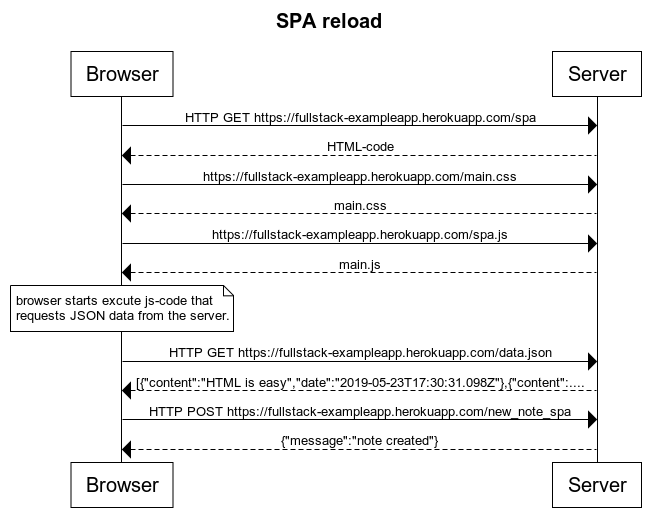 SPA reload
Browser
Server
HTTP GET https://fullstack-exampleapp.herokuapp.com/spa
HTML-code
https://fullstack-exampleapp.herokuapp.com/main.css
main.css
https://fullstack-exampleapp.herokuapp.com/spa.js
main.js
browser starts excute js-code that
requests JSON data from the server.
HTTP GET https://fullstack-exampleapp.herokuapp.com/data.json
[{"content":"HTML is easy","date":"2019-05-23T17:30:31.098Z"},{"content":....
HTTP POST https://fullstack-exampleapp.herokuapp.com/new_note_spa
{"message":"note created"}
Browser
Server